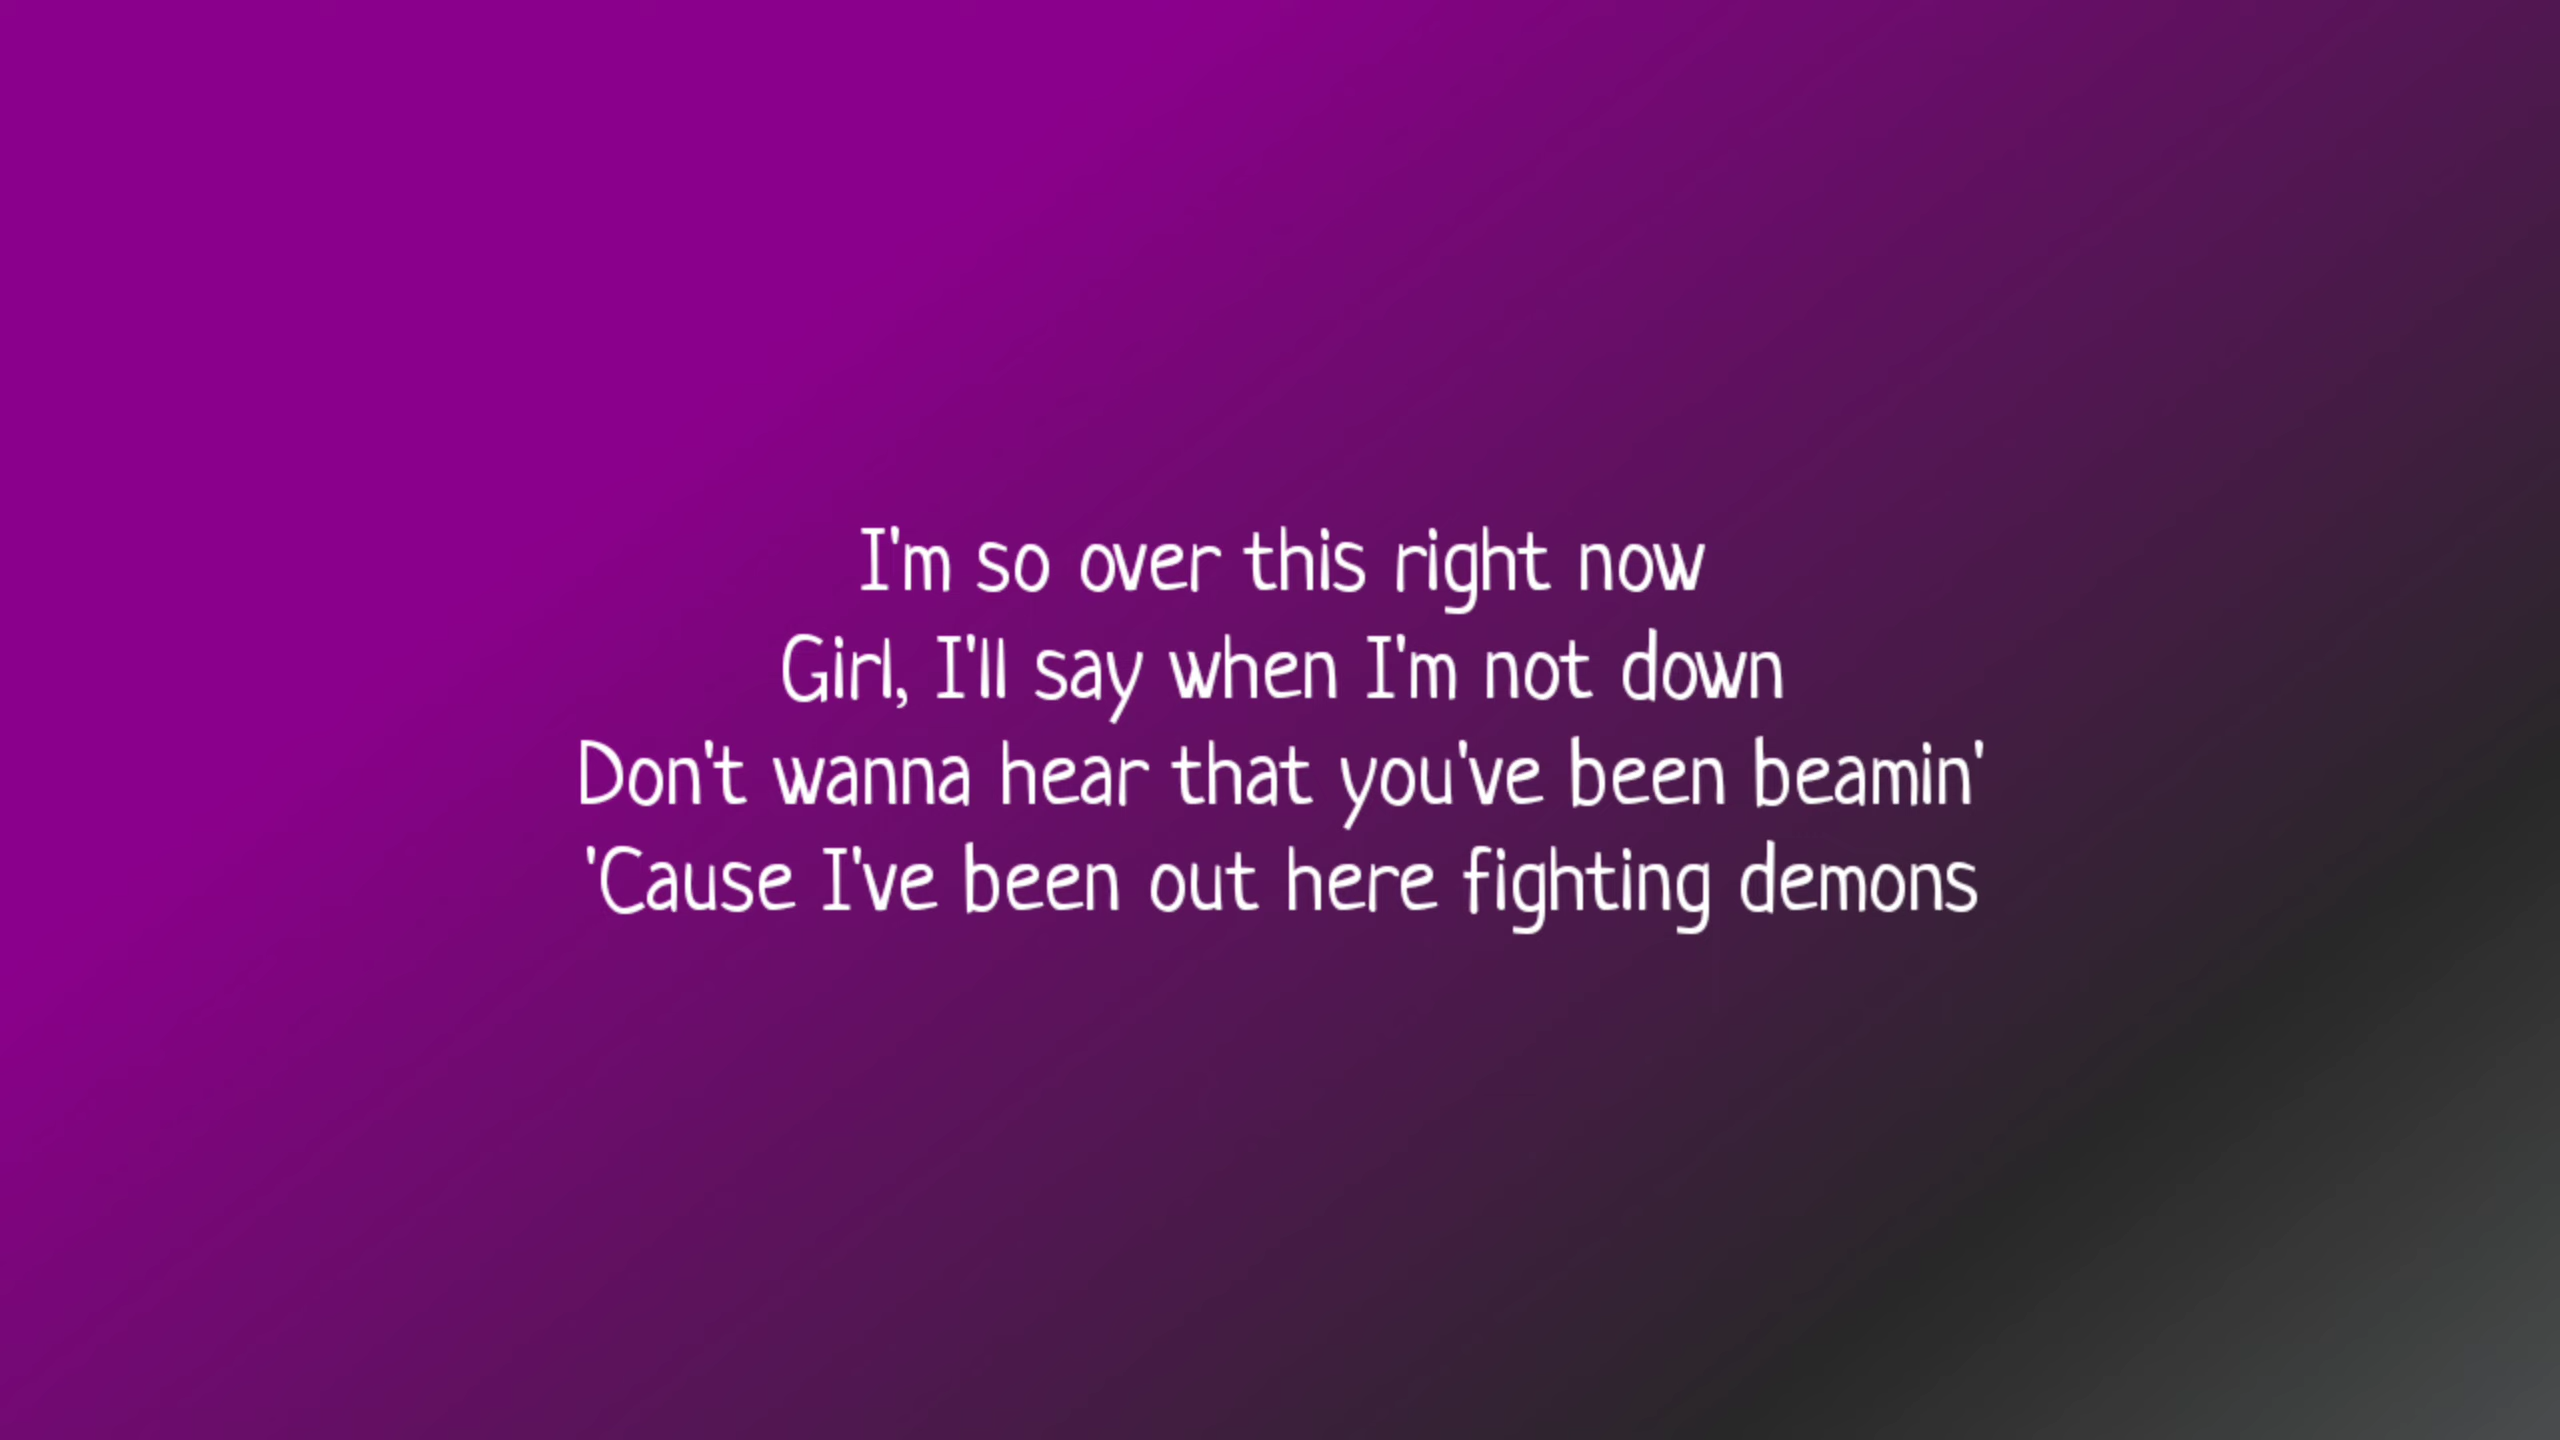 I'm so over this right now
Girl, I'll say when I'm not down
Don't wanna hear that you've been beamin'
'Cause I've been out here fighting demons